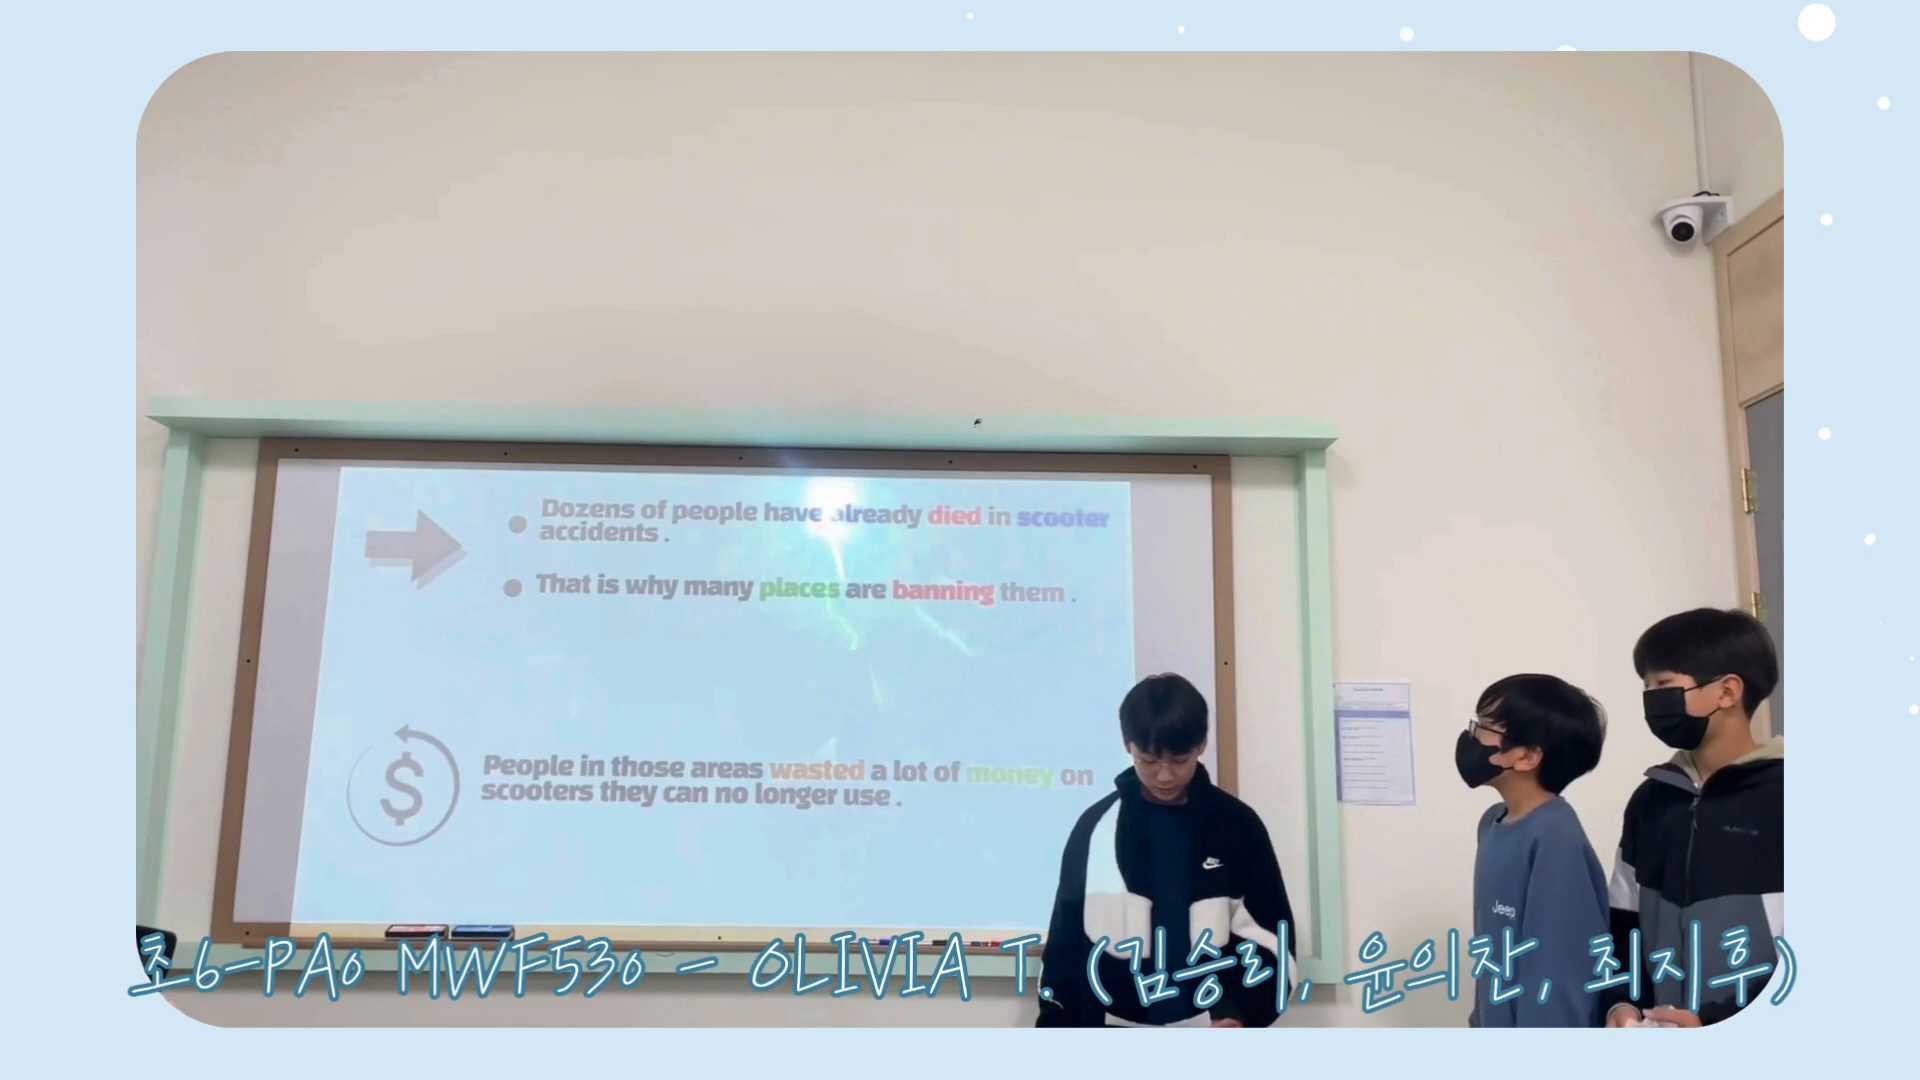 Dozens of people have already died in scooter
accidents .
That is why many places are banning them .
$
People in those areas wasted a lot of money on
scooters they can no longer use .
Jeep
초6-PA0 MWF530 - OLIVIA T. (김승리, 윤의찬, 최지후)